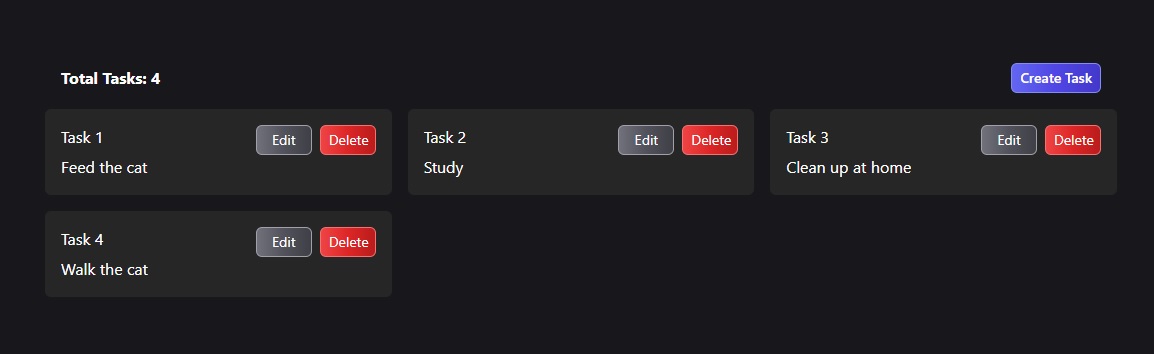 Total Tasks: 4
Create Task
Task 1
Edit
Delete
Feed the cat
Task 2
Edit
Delete
Study
Task 3
Edit
Delete
Clean up at home
Task 4
Edit
Delete
Walk the cat